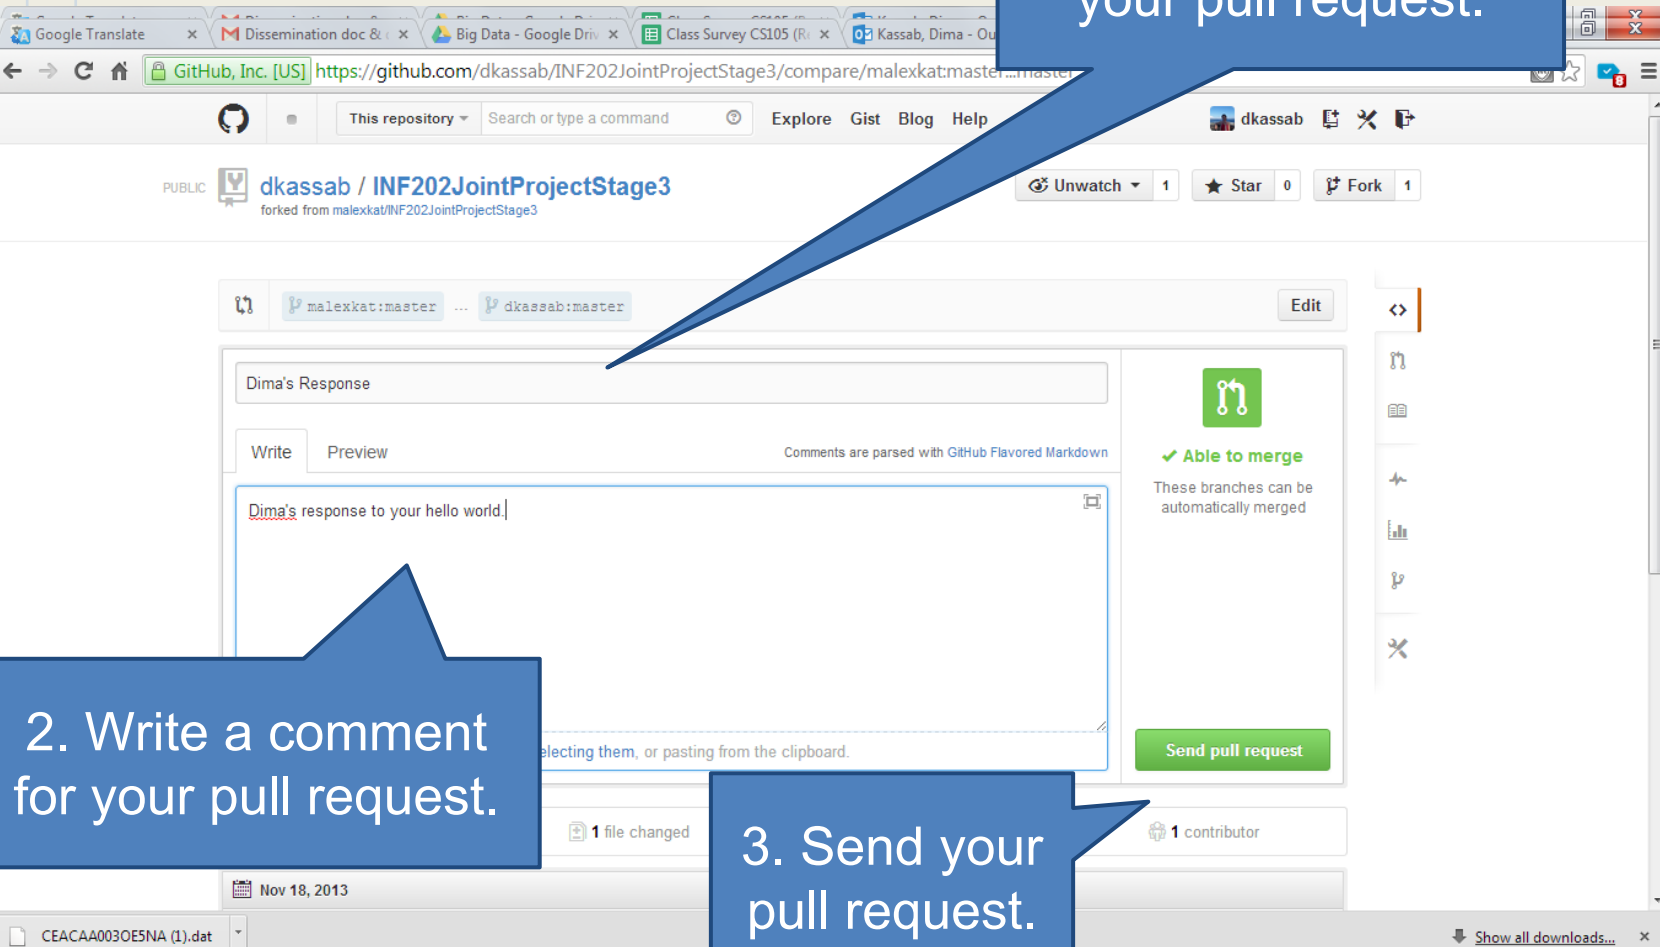 your pull request.
Google Translate
Dissemination doc &
Big Data - Google Driv
Class Survey CS105 (Re
Kassab, Dima - Ou
GitHub, Inc. [US] https://github.com/dkassab/INF202JointProjectStage3/compare/malexkat:master...master
This repository Search or type a command Explore Gist Blog Help dkassab
PUBLIC dkassab / INF202JointProjectStage3 Unwatch 1 Star 0 Fork 1
forked from malexkat/INF202JointProjectStage3
malexkat:master ... dkassab:master Edit
Dima's Response
Write Preview Comments are parsed with GitHub Flavored Markdown
Able to merge
These branches can be
automatically merged
Dima's response to your hello world.
2. Write a comment
for your pull request.
electing them, or pasting from the clipboard.
Send pull request
1 file changed
1 contributor
3. Send your
pull request.
Nov 18, 2013
CEACAA003OE5NA (1).dat Show all downloads...